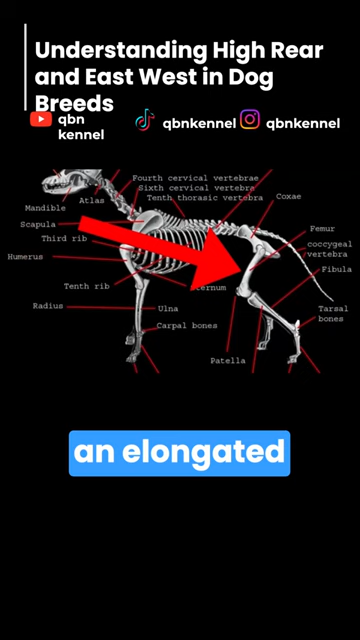 Understanding High Rear
and East West in Dog
Breeds
qbn
kennel
qbnkennel
qbnkennel
Fourth cervical vertebrae
Sixth cervical vertebra
Tenth thorasic vertebra
Coxae
Atlas
Mandible
Scapula
Third rib
Humerus
Femur
coccygeal
vertebra
Fibula
Tenth rib
ternum
Radius
Ulna
Carpal bones
Tarsal
bones
Patella
an elongated